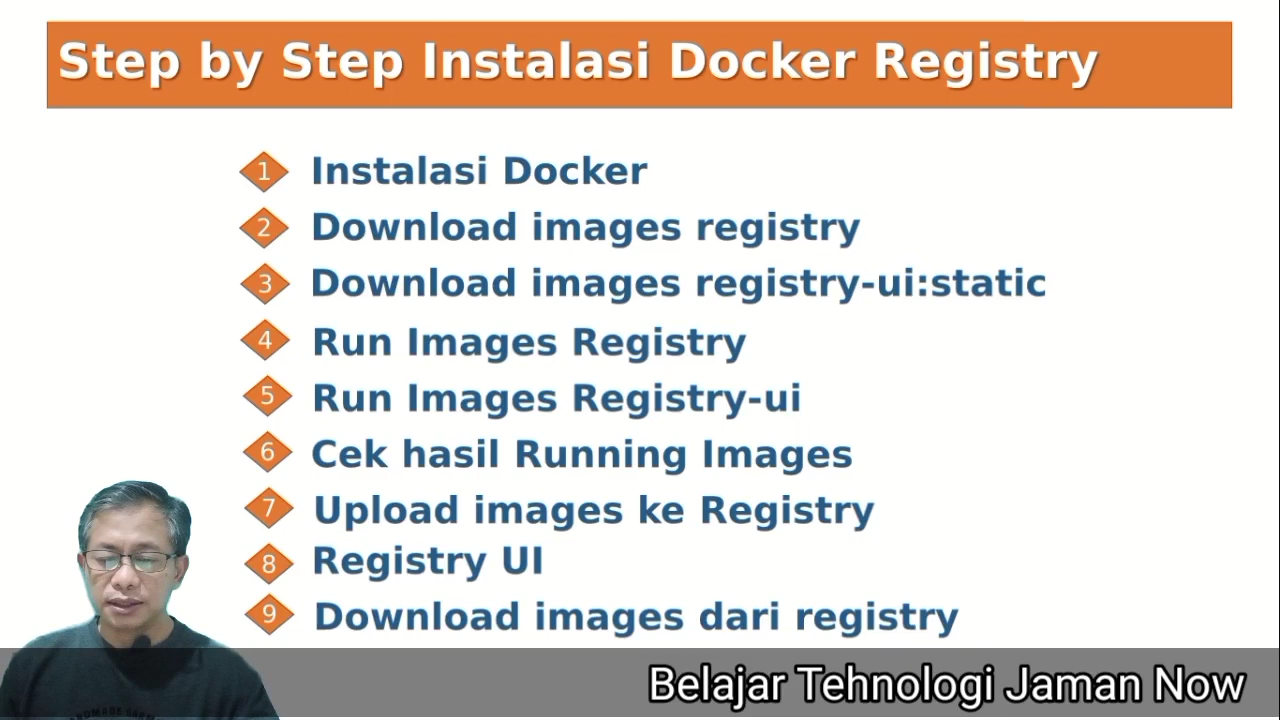 Step by Step Instalasi Docker Registry
1 Instalasi Docker
2 Download images registry
3 Download images registry-ui:static
4 Run Images Registry
5 Run Images Registry-ui
6 Cek hasil Running Images
7 Upload images ke Registry
8 Registry UI
9 Download images dari registry
Belajar Tehnologi Jaman Now